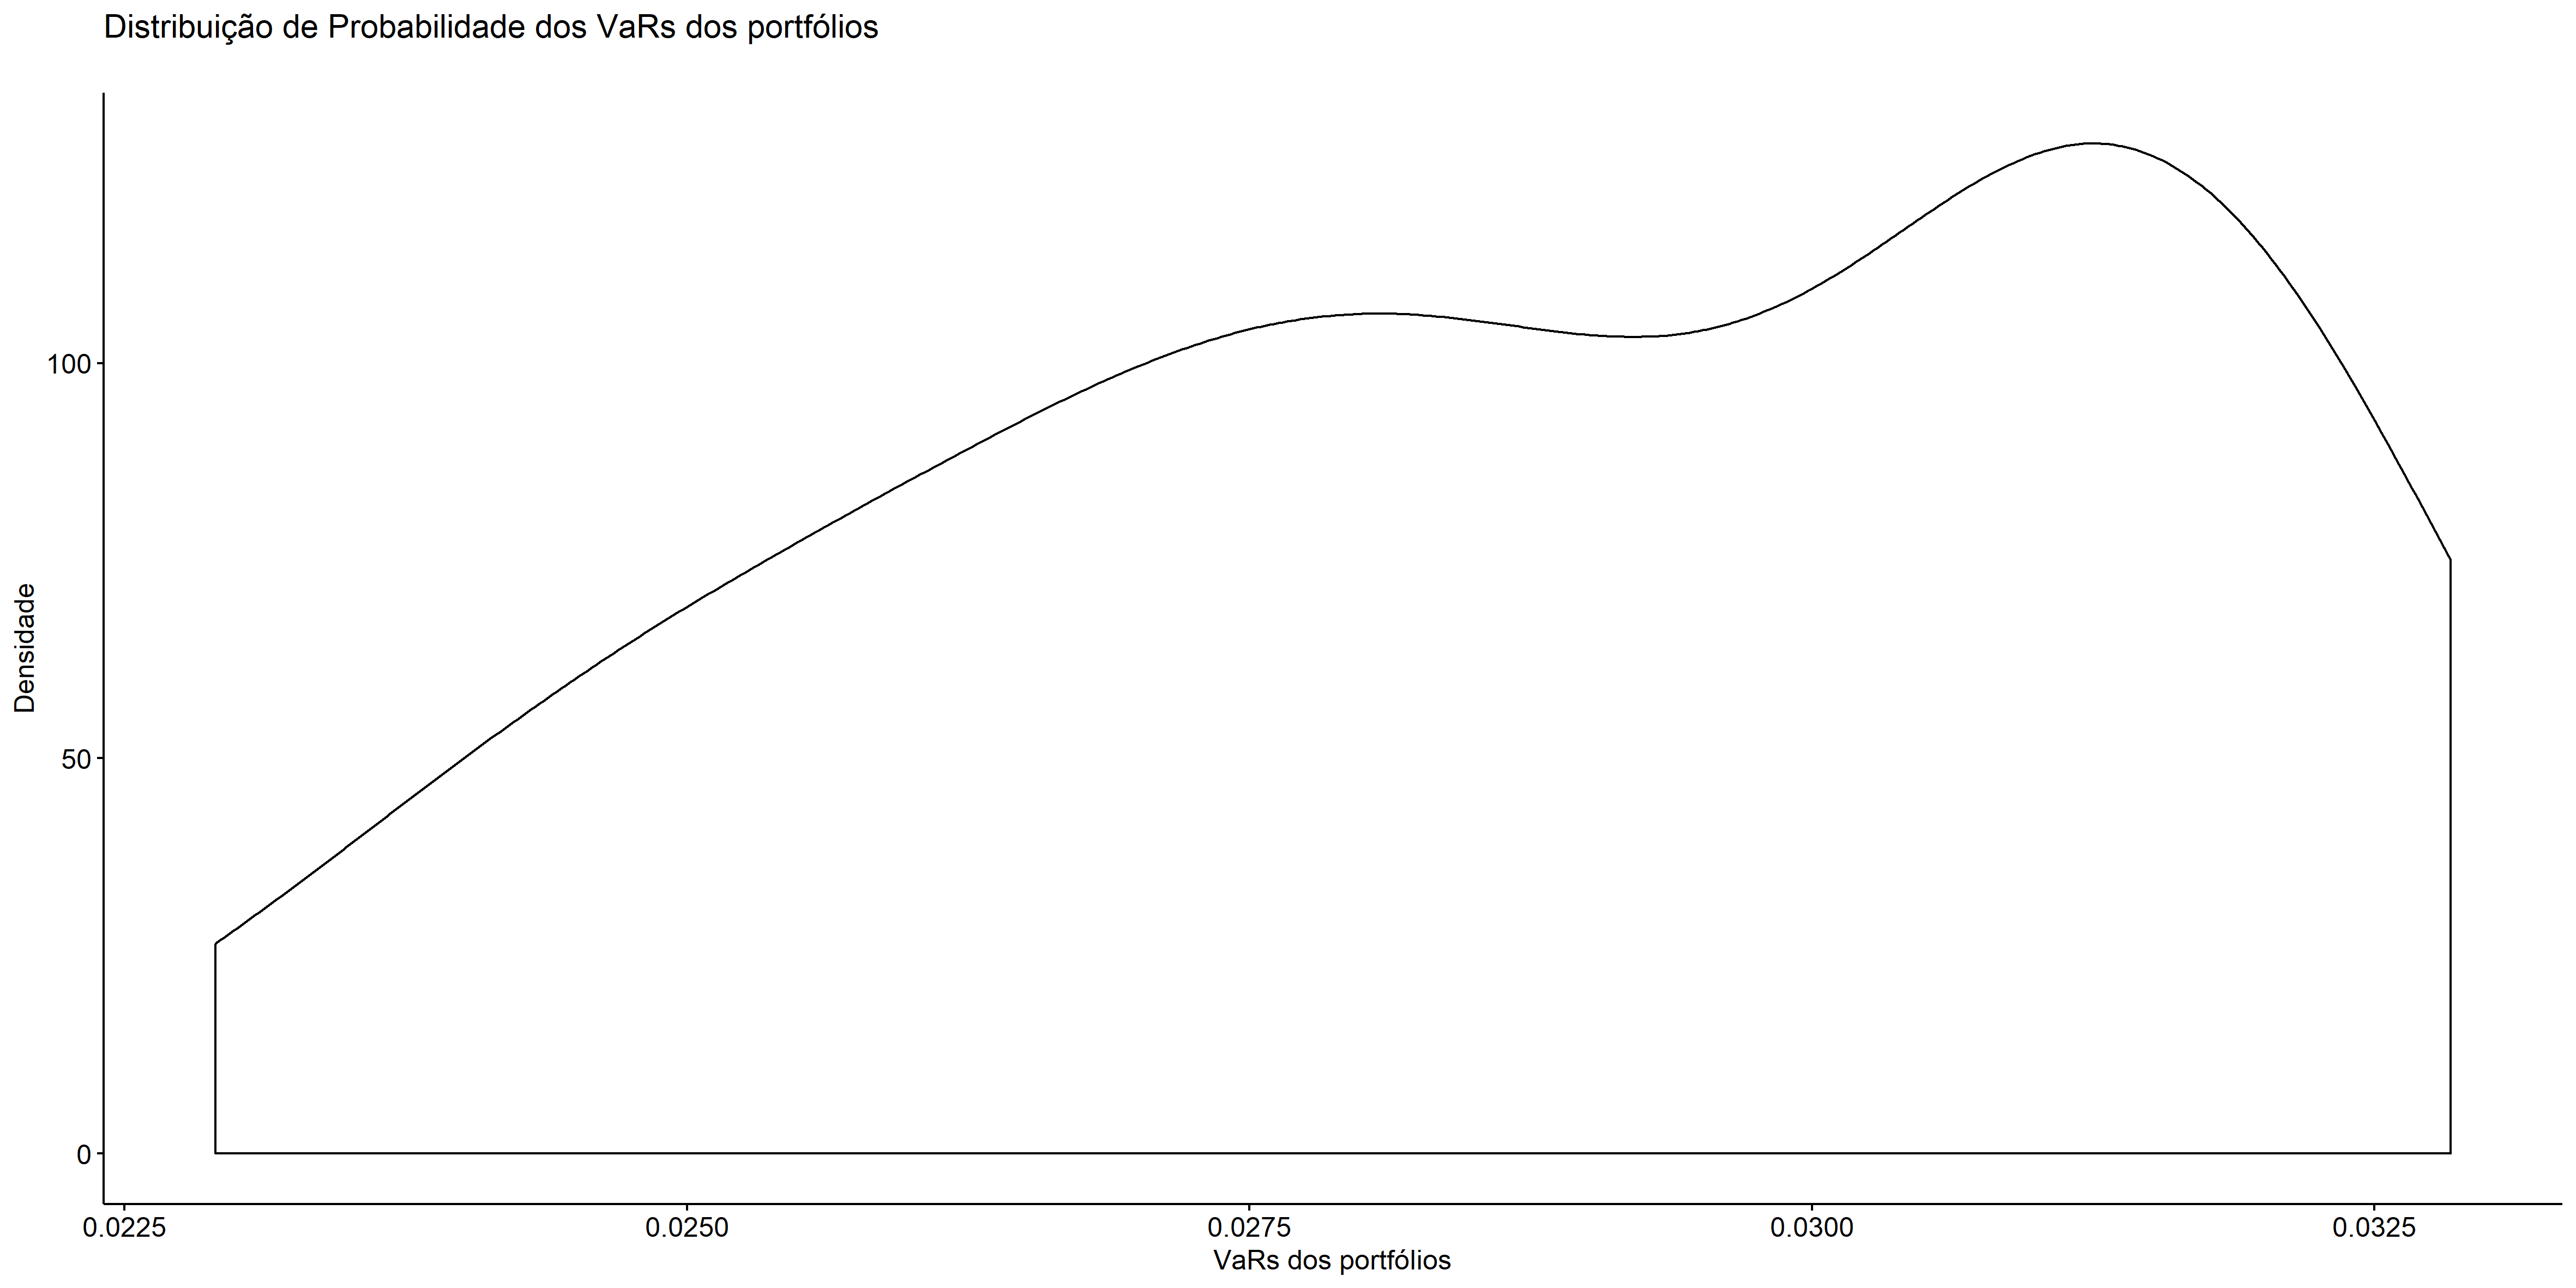 Distribuição de Probabilidade dos VaRs dos portfólios
Densidade
100
50
0
0.0225
0.0250
0.0275
0.0300
0.0325
VaRs dos portfólios